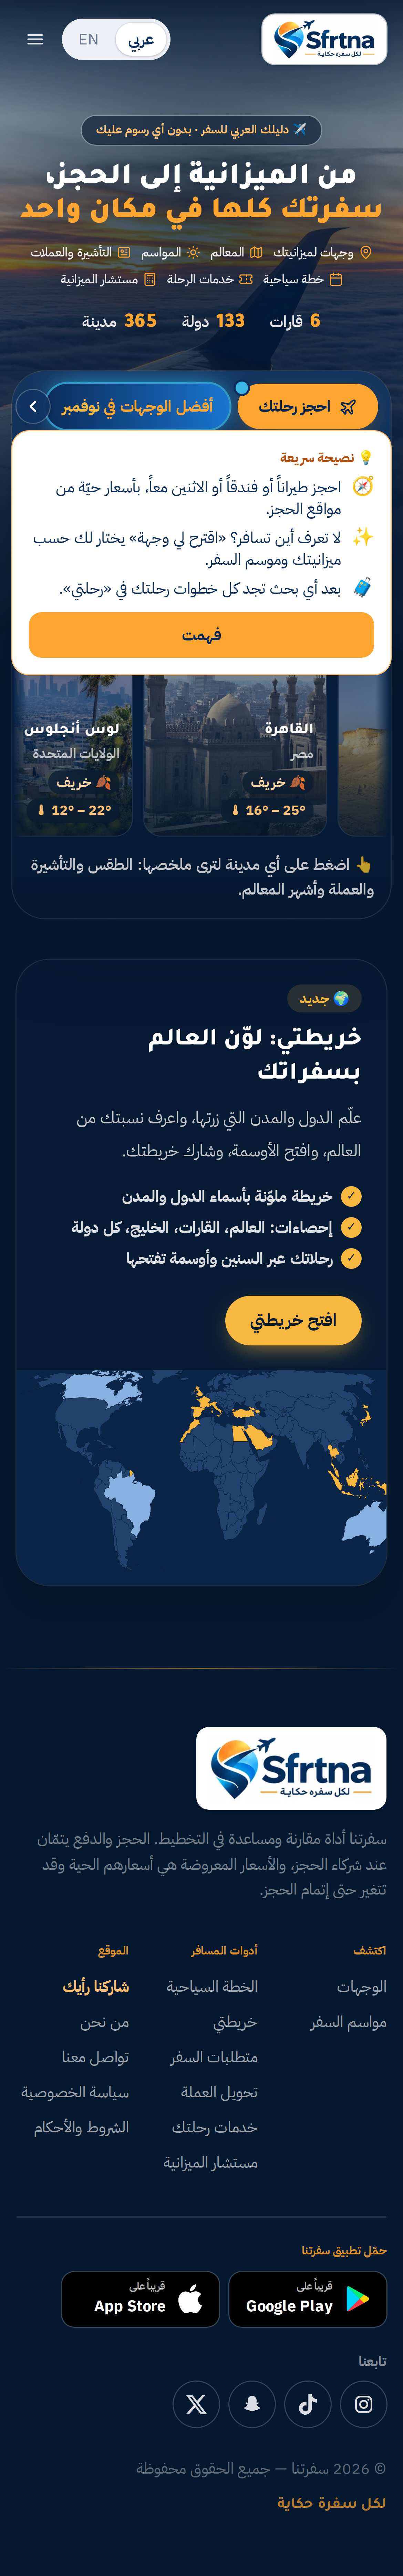 Sfrtna
لكل سفرة حكاية
عربي
EN
✈️ دليلك العربي للسفر · بدون أي رسوم عليك
من الميزانية إلى الحجز،
سفرتك كلها في مكان واحد
وجهات لميزانيتك المعالم المواسم التأشيرة والعملات
خطة سياحية خدمات الرحلة مستشار الميزانية
6 قارات 133 دولة 365 مدينة
احجز رحلتك
أفضل الوجهات في نوفمبر
💡 نصيحة سريعة
🧭 احجز طيراناً أو فندقاً أو الاثنين معاً، بأسعار حيّة من
مواقع الحجز.
✨ لا تعرف أين تسافر؟ «اقترح لي وجهة» يختار لك حسب
ميزانيتك وموسم السفر.
🧳 بعد أي بحث تجد كل خطوات رحلتك في «رحلتي».
فهمت
القاهرة
مصر
🍂 خريف
🌡 16° – 25°
لوس أنجلوس
الولايات المتحدة
🍂 خريف
🌡 12° – 22°
👆 اضغط على أي مدينة لترى ملخصها: الطقس والتأشيرة
والعملة وأشهر المعالم.
🌍 جديد
خريطتي: لوّن العالم
بسفراتك
علّم الدول والمدن التي زرتها، واعرف نسبتك من
العالم، وافتح الأوسمة، وشارك خريطتك.
✓ خريطة ملوّنة بأسماء الدول والمدن
✓ إحصاءات: العالم، القارات، الخليج، كل دولة
✓ رحلاتك عبر السنين وأوسمة تفتحها
افتح خريطتي
Sfrtna
لكل سفرة حكاية
سفرتنا أداة مقارنة ومساعدة في التخطيط. الحجز والدفع يتمّان
عند شركاء الحجز، والأسعار المعروضة هي أسعارهم الحية وقد
تتغير حتى إتمام الحجز.
اكتشف
الوجهات
مواسم السفر
أدوات المسافر
الخطة السياحية
خريطتي
متطلبات السفر
تحويل العملة
خدمات رحلتك
مستشار الميزانية
الموقع
شاركنا رأيك
من نحن
تواصل معنا
سياسة الخصوصية
الشروط والأحكام
حمّل تطبيق سفرتنا
قريباً على
Google Play
قريباً على
App Store
تابعنا
© 2026 سفرتنا — جميع الحقوق محفوظة
لكل سفرة حكاية